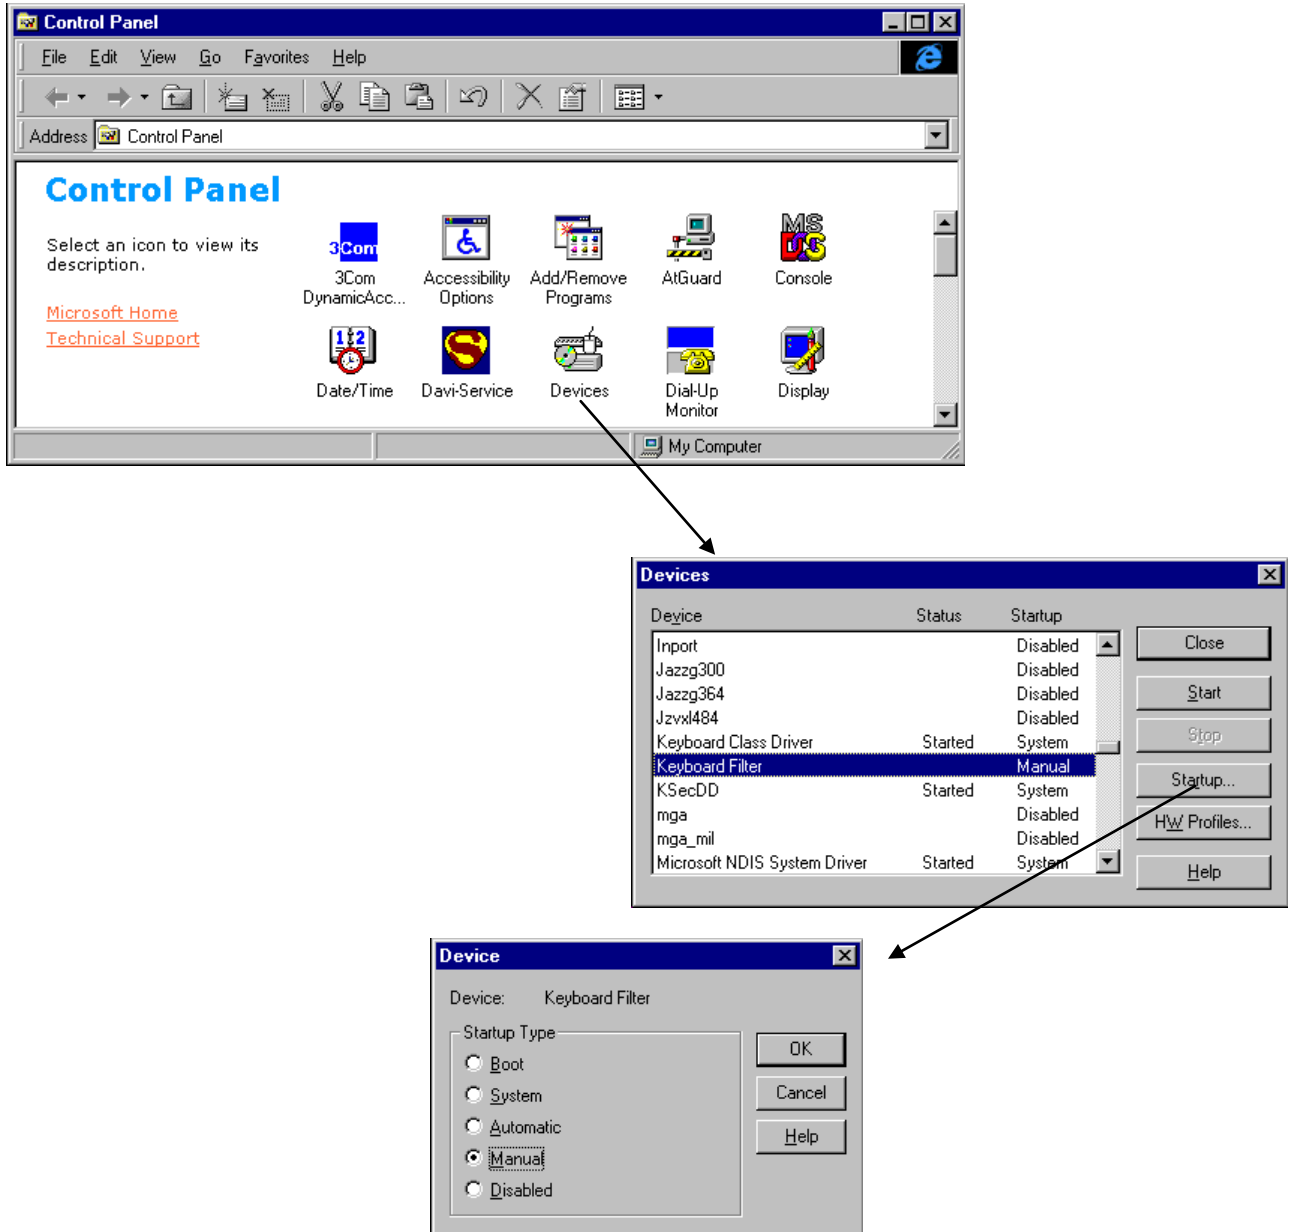 Control Panel
File Edit View Go Favorites Help
Address Control Panel
Control Panel
Select an icon to view its
description.
Microsoft Home
Technical Support
3Com
3Com
DynamicAcc...
Accessibility
Options
Add/Remove
Programs
AtGuard
MS
DOS
Console
12
Date/Time
S
Davi-Service
Devices
Dial-Up
Monitor
Display
My Computer
Devices
Device Status Startup
Inport Disabled
Jazzg300 Disabled
Jazzg364 Disabled
Jzvxl484 Disabled
Keyboard Class Driver Started System
Keyboard Filter Manual
KSecDD Started System
mga Disabled
mga_mil Disabled
Microsoft NDIS System Driver Started System
Close
Start
Stop
Startup...
HW Profiles...
Help
Device
Device: Keyboard Filter
Startup Type
Boot
System
Automatic
Manual
Disabled
OK
Cancel
Help